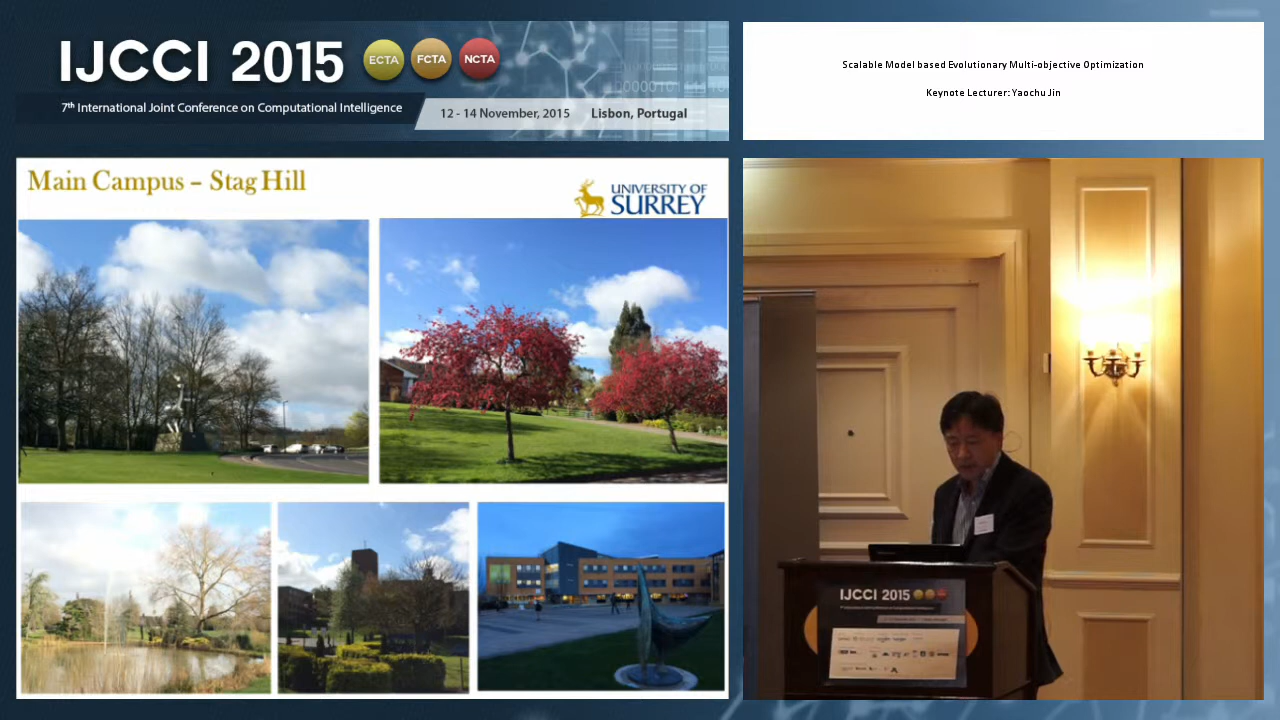 IJCCI 2015
ECTA
FCTA
NCTA
7th International Joint Conference on Computational Intelligence
12 - 14 November, 2015
Lisbon, Portugal
Scalable Model based Evolutionary Multi-objective Optimization
Keynote Lecturer: Yaochu Jin
Main Campus – Stag Hill
UNIVERSITY OF
SURREY
IJCCI 2015